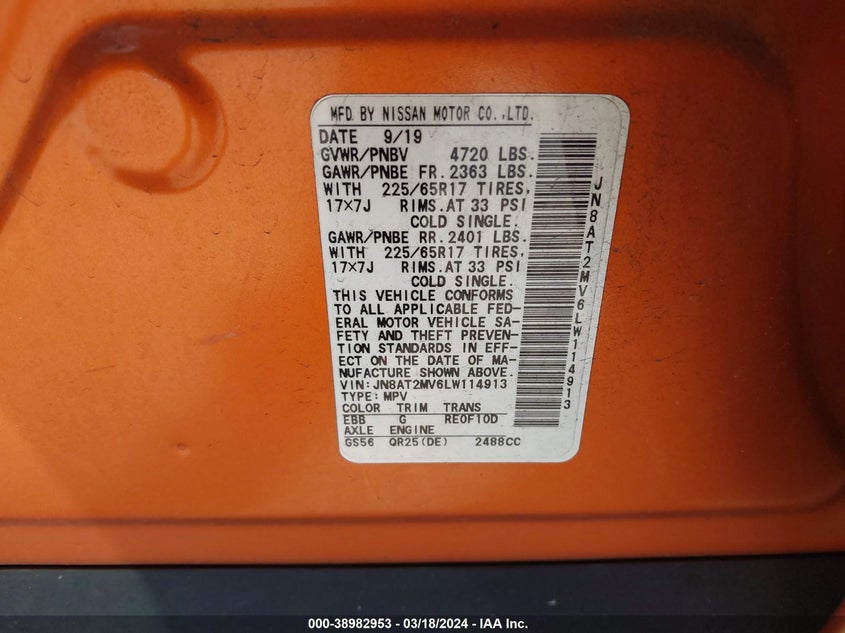 MFD BY NISSAN MOTOR CO.,LTD.
DATE 9/19
GVWR/PNBV 4720 LBS.
GAWR/PNBE FR. 2363 LBS.
WITH 225/65R17 TIRES,
17×7J RIMS. AT 33 PSI
COLD SINGLE.
GAWR/PNBE RR. 2401 LBS.
WITH 225/65R17 TIRES,
17×7J RIMS. AT 33 PSI
COLD SINGLE.
THIS VEHICLE CONFORMS
TO ALL APPLICABLE FED-
ERAL MOTOR VEHICLE SA-
FETY AND THEFT PREVEN-
TION STANDARDS IN EFF-
ECT ON THE DATE OF MA-
NUFACTURE SHOWN ABOVE.
VIN:JN8AT2MV6LW114913
TYPE:MPV
COLOR TRIM TRANS
EBB G RE0F10D
AXLE ENGINE
GS56 QR25(DE) 2488CC
JN8AT2MV6LW114913
000-38982953 - 03/18/2024 - IAA Inc.